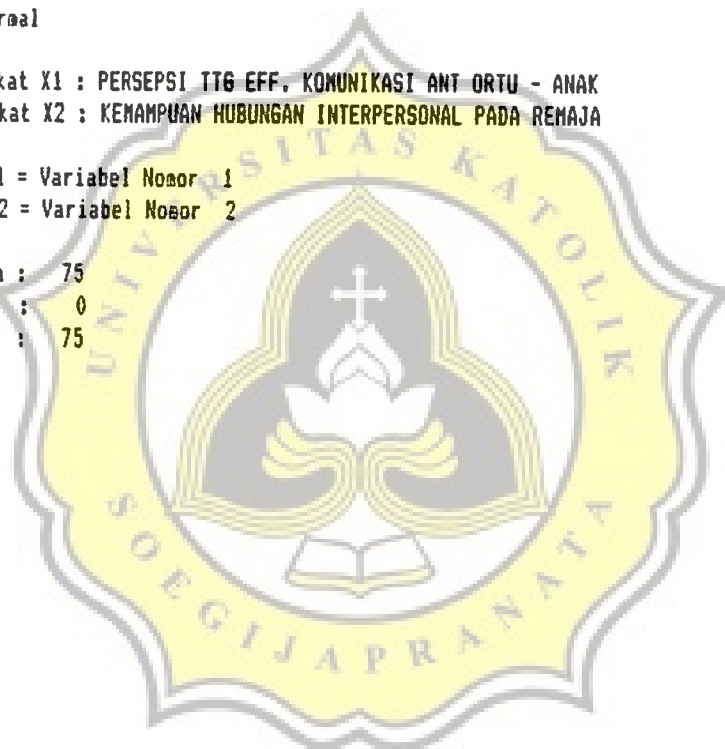 rmal
kat X1 : PERSEPSI TTG EFF. KOMUNIKASI ANT ORTU - ANAK
kat X2 : KEMAMPUAN HUBUNGAN INTERPERSONAL PADA REMAJA
1 = Variabel Nomor 1
2 = Variabel Nomor 2
: 75
: 0
: 75
UNIVERSITAS KATOLIK
SOEGIJAPRANATA